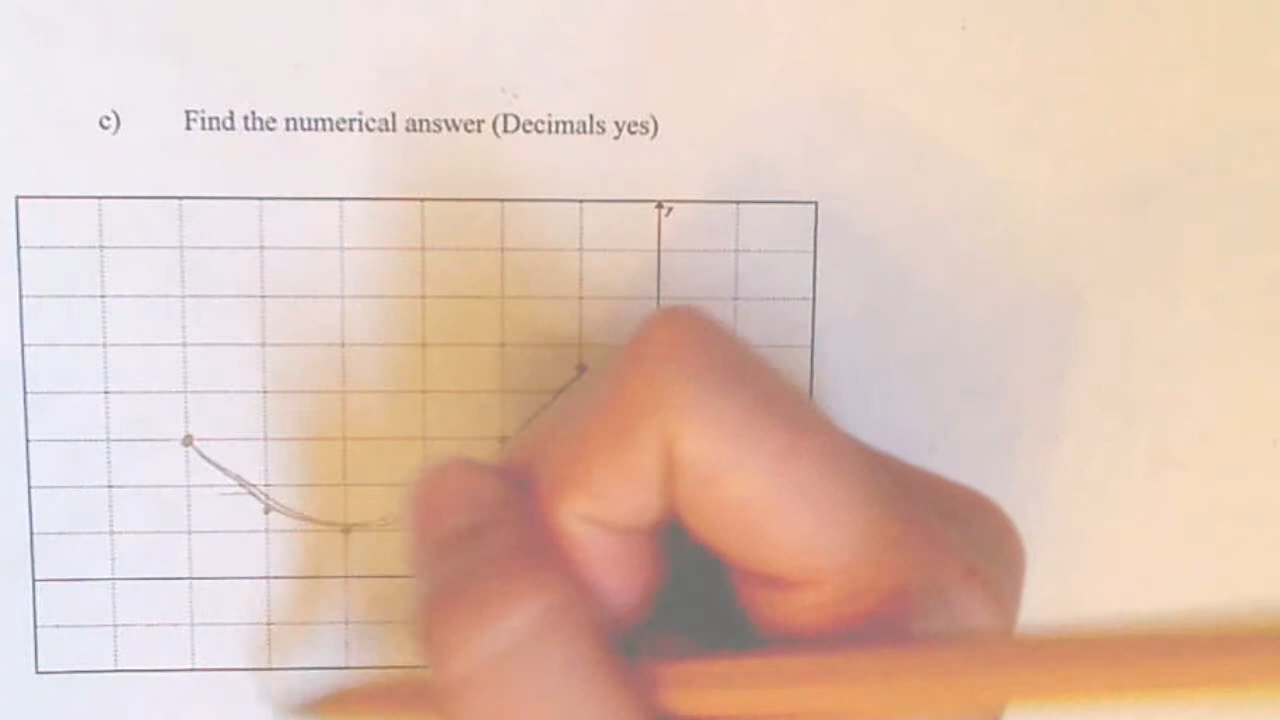 c) Find the numerical answer (Decimals yes)
y